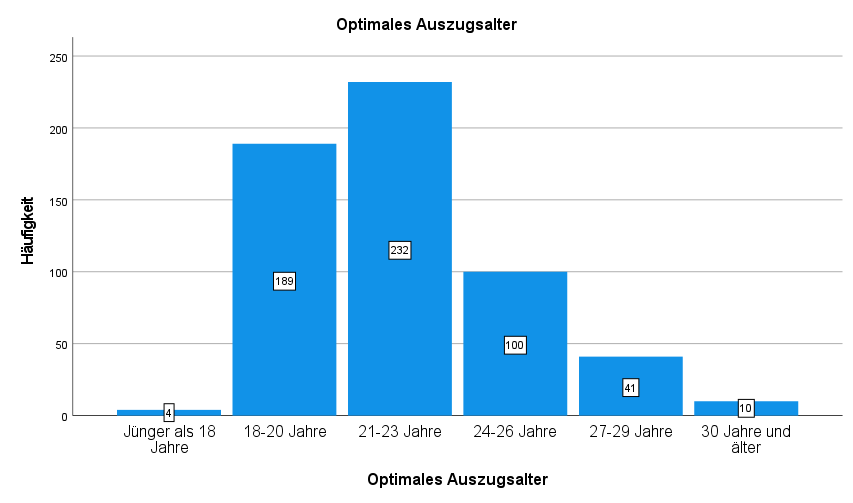 Optimales Auszugsalter
Häufigkeit
250
200
150
100
50
0
4
189
232
100
41
10
Jünger als 18
Jahre
18-20 Jahre
21-23 Jahre
24-26 Jahre
27-29 Jahre
30 Jahre und
älter
Optimales Auszugsalter